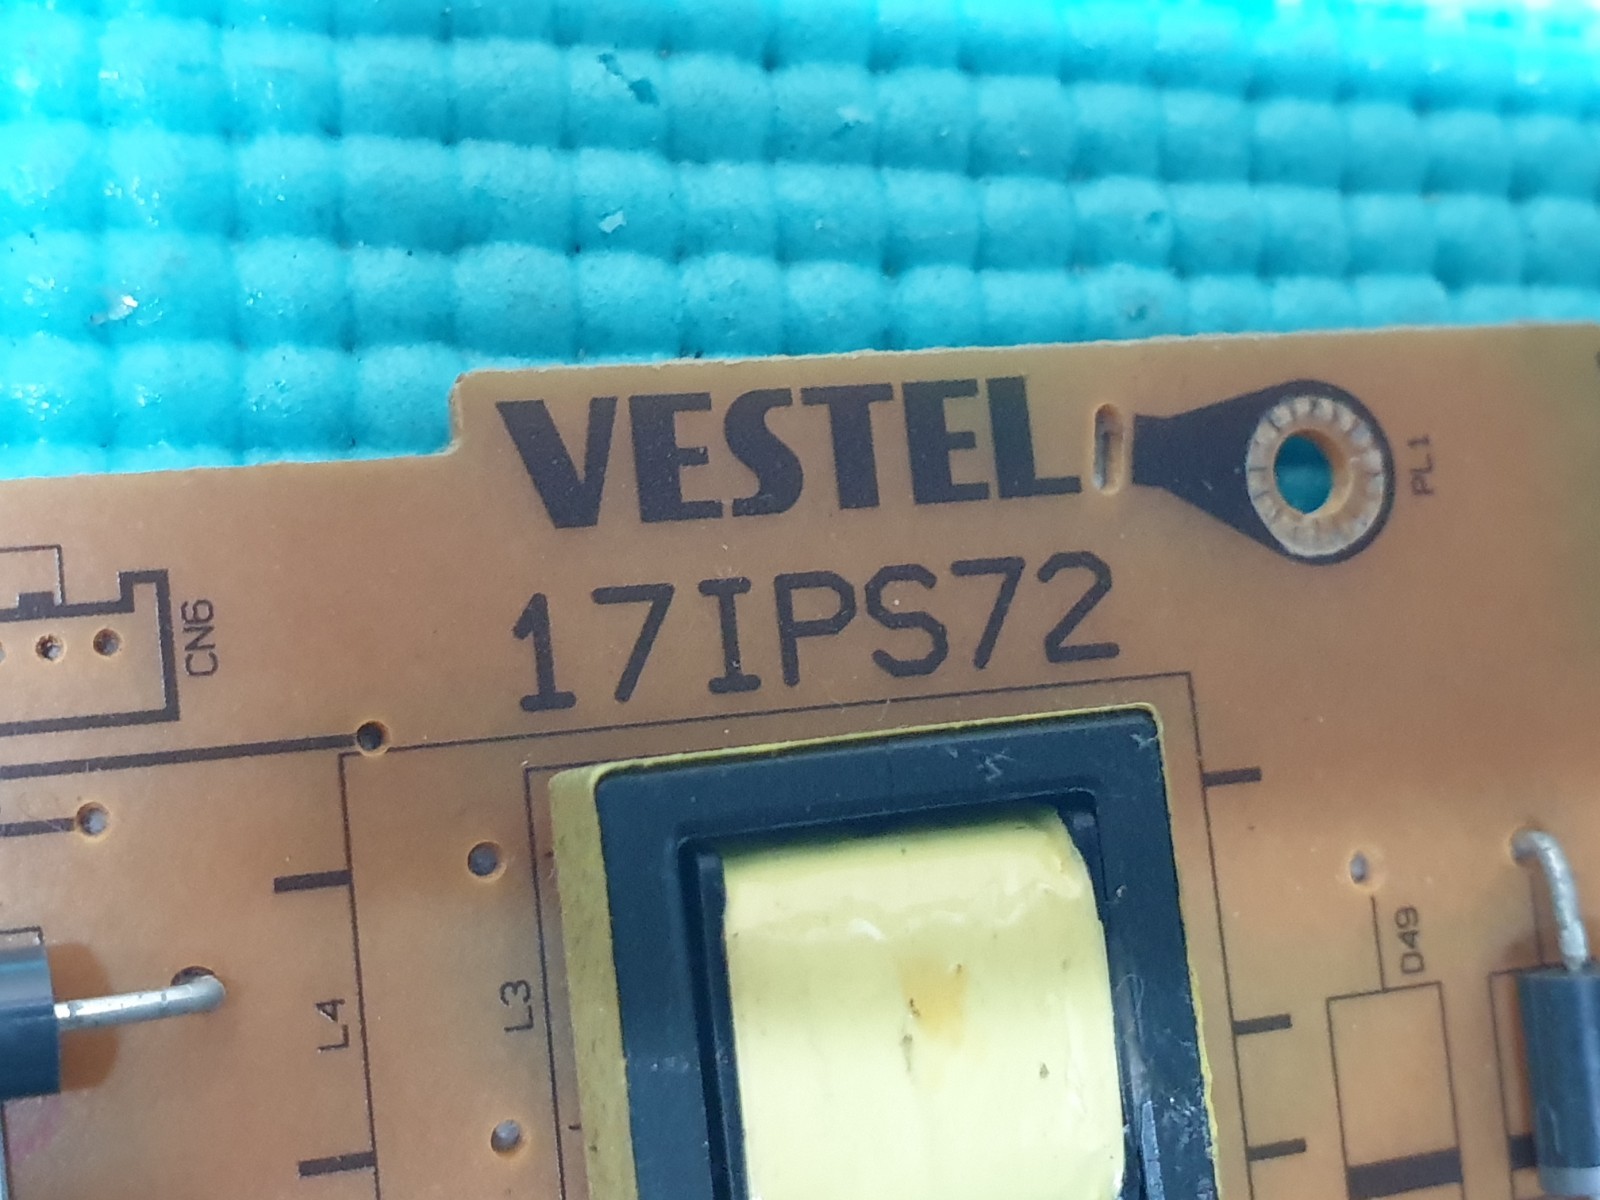 VESTEL
PL1
17IPS72
CN6
L4
L3
D49